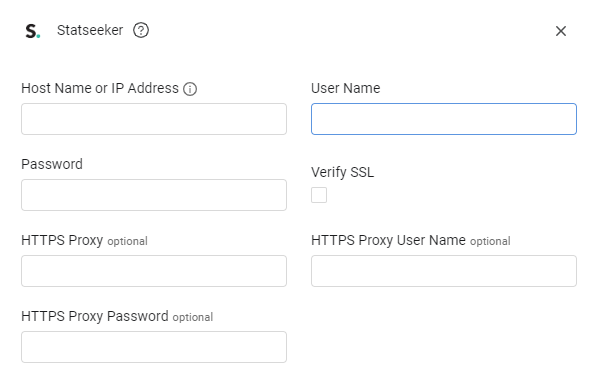 S. Statseeker ?
Host Name or IP Address i
User Name
Password
Verify SSL
HTTPS Proxy optional
HTTPS Proxy User Name optional
HTTPS Proxy Password optional